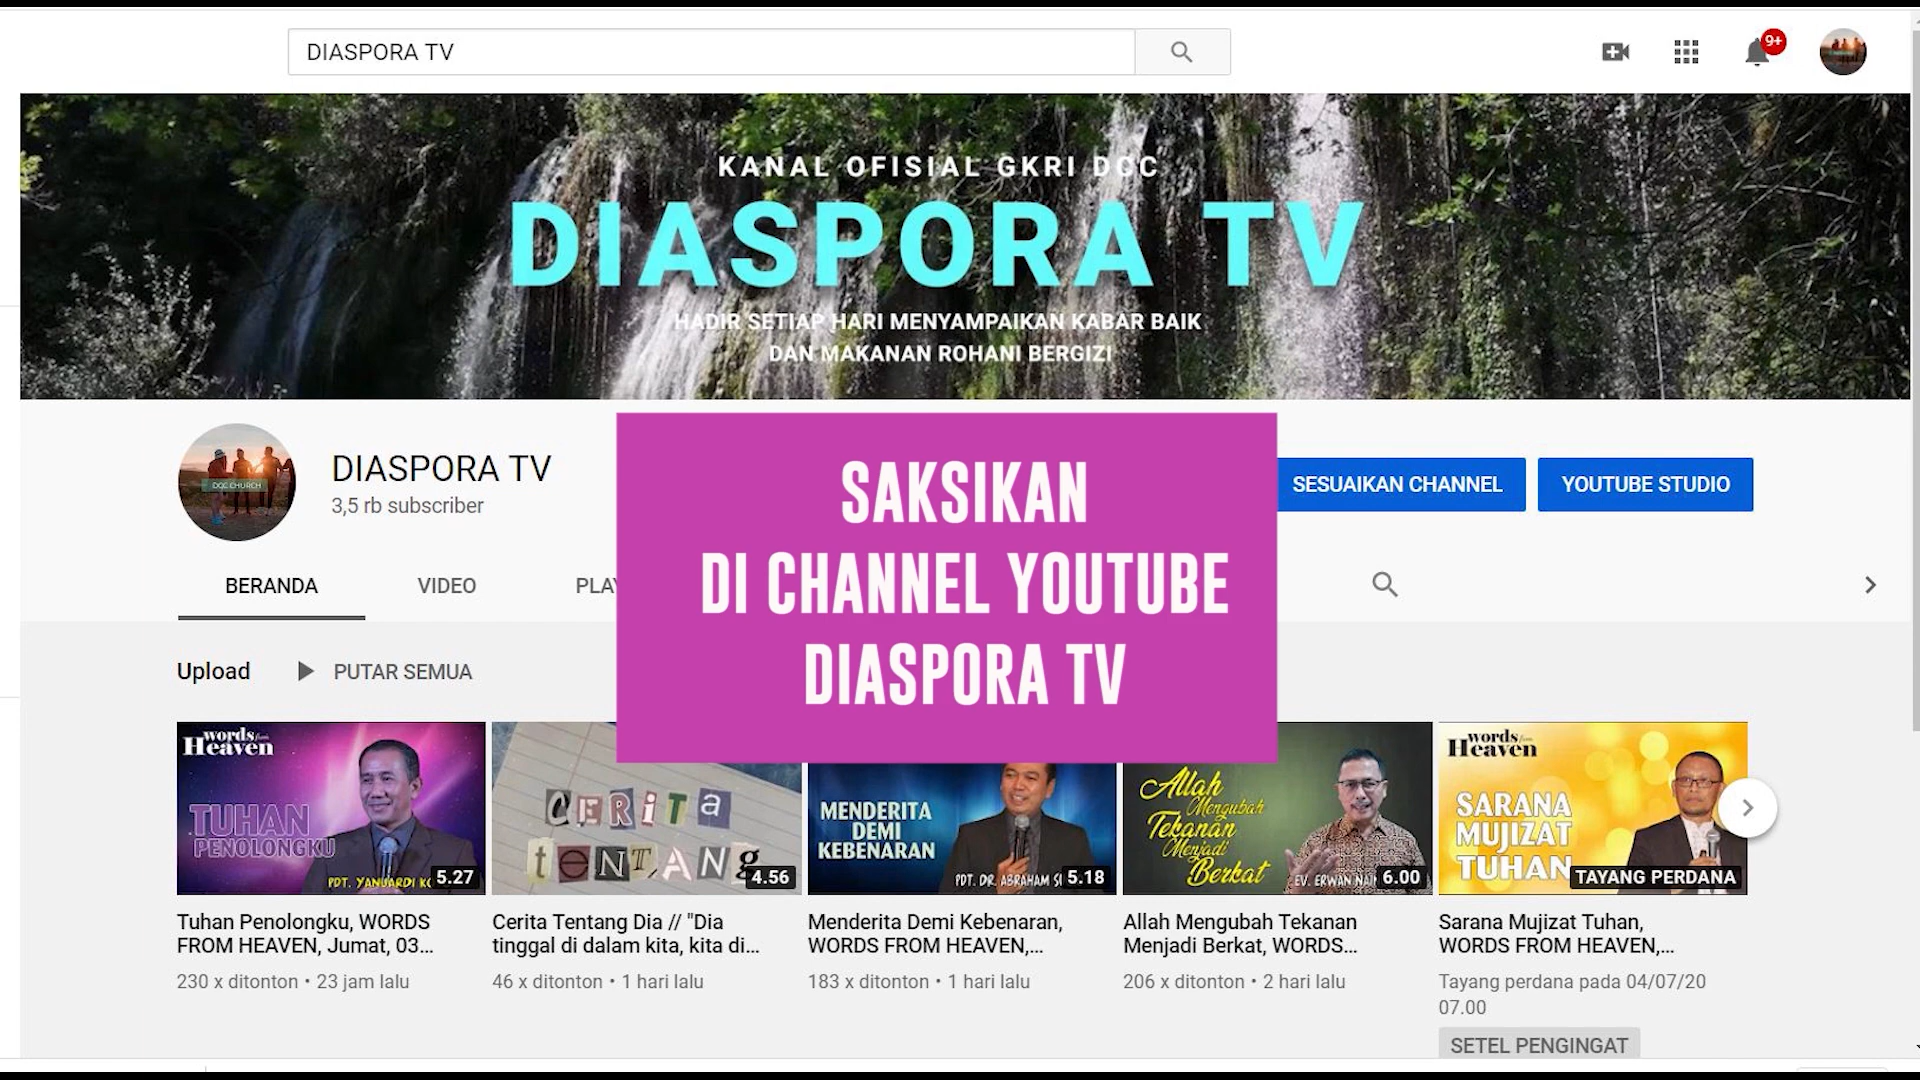 DIASPORA TV
9+
KANAL OFISIAL GKRI DCC
DIASPORA TV
HADIR SETIAP HARI MENYAMPAIKAN KABAR BAIK
DAN MAKANAN ROHANI BERGIZI
DCC CHURCH
DIASPORA TV
3,5 rb subscriber
SAKSIKAN
DI CHANNEL YOUTUBE
DIASPORA TV
SESUAIKAN CHANNEL
YOUTUBE STUDIO
BERANDA
VIDEO
Upload
PUTAR SEMUA
words from
Heaven
TUHAN
PENOLONGKU
PDT. YANUARDI
5.27
CERITA
tENTANg
4.56
MENDERITA
DEMI
KEBENARAN
PDT. DR. ABRAHAM
5.18
Allah
Mengubah
Tekanan
Menjadi
Berkat
EV. ERWAN
6.00
words from
Heaven
SARANA
MUJIZAT
TUHAN
TAYANG PERDANA
Tuhan Penolongku, WORDS
FROM HEAVEN, Jumat, 03...
230 x ditonton • 23 jam lalu
Cerita Tentang Dia // "Dia
tinggal di dalam kita, kita di...
46 x ditonton • 1 hari lalu
Menderita Demi Kebenaran,
WORDS FROM HEAVEN,...
183 x ditonton • 1 hari lalu
Allah Mengubah Tekanan
Menjadi Berkat, WORDS...
206 x ditonton • 2 hari lalu
Sarana Mujizat Tuhan,
WORDS FROM HEAVEN,...
Tayang perdana pada 04/07/20
07.00
SETEL PENGINGAT